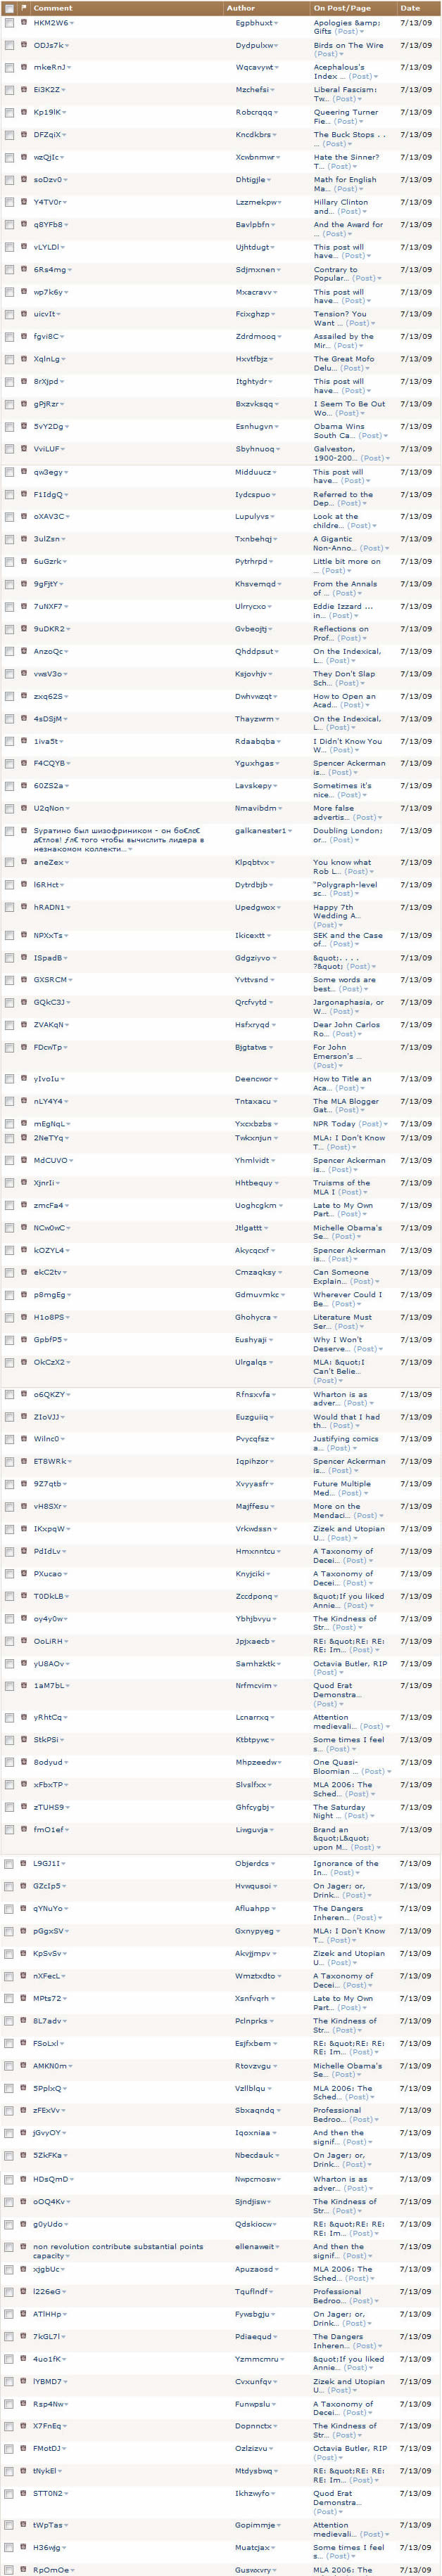 Comment Author On Post/Page Date
HKM2W6 Egpbhuxt Apologies &amp; 7/13/09
Gifts (Post)
ODJs7k Dydpulxw Birds on The Wire 7/13/09
(Post)
mkeRnJ Wqcavywt Acephalous's 7/13/09
Index ... (Post)
Ei3K2Z Mzchefsi Liberal Fascism: 7/13/09
Tw... (Post)
Kp19lK Robcrqqq Queering Turner 7/13/09
Fie... (Post)
DFZqiX Kncdkbrs The Buck Stops . . 7/13/09
... (Post)
wzQjIc Xcwbnmwr Hate the Sinner? 7/13/09
T... (Post)
soDzv0 Dhtigjle Math for English 7/13/09
Ma... (Post)
Y4TV0r Lzzmekpw Hillary Clinton 7/13/09
and... (Post)
q8YFb8 Bavlpbfn And the Award for 7/13/09
... (Post)
vLYLDl Ujhtdugt This post will 7/13/09
have... (Post)
6Rs4mg Sdjmxnen Contrary to 7/13/09
Popular... (Post)
wp7k6y Mxacravv This post will 7/13/09
have... (Post)
uicvIt Fcixghzp Tension? You 7/13/09
Want ... (Post)
fgvi8C Zdrdmooq Assailed by the 7/13/09
Mir... (Post)
XqlnLg Hxvtfbjz The Great Mofo 7/13/09
Delu... (Post)
8rXjpd Itghtydr This post will 7/13/09
have... (Post)
gPjRzr Bxzvksqq I Seem To Be Out 7/13/09
Wo... (Post)
5vY2Dg Esnhugvn Obama Wins 7/13/09
South Ca... (Post)
VviLUF Sbyhnuoq Galveston, 7/13/09
1900-200... (Post)
qw3egy Midduucz This post will 7/13/09
have... (Post)
F1IdgQ Iydcspuo Referred to the 7/13/09
Dep... (Post)
oXAV3C Lupulyvs Look at the 7/13/09
childre... (Post)
3ulZsn Txnbehqj A Gigantic 7/13/09
Non-Anno... (Post)
6uGzrk Pytrhrpd Little bit more on 7/13/09
... (Post)
9gFjtY Khsvemqd From the Annals 7/13/09
of ... (Post)
7uNXF7 Ulrrycxo Eddie Izzard ... 7/13/09
in... (Post)
9uDKR2 Gvbeojtj Reflections on 7/13/09
Prof... (Post)
AnzoQc Qhddpsut On the Indexical, 7/13/09
L... (Post)
vwsV3o Ksjovhjv They Don't Slap 7/13/09
Sch... (Post)
zxq62S Dwhvwzqt How to Open an 7/13/09
Acad... (Post)
4sDSjM Thayzwrm On the Indexical, 7/13/09
L... (Post)
1iva5t Rdaabqba I Didn't Know You 7/13/09
W... (Post)
F4CQYB Yguxhgas Spencer Ackerman 7/13/09
is... (Post)
60ZS2a Lavskepy Sometimes it's 7/13/09
nice... (Post)
U2qNon Nmavibdm More false 7/13/09
advertis... (Post)
galkanester1 Doubling London; 7/13/09
or... (Post)
незнакомом коллекти...
aneZex Klpqbtvx You know what 7/13/09
Rob L... (Post)
l6RHct Dytrdbjb "Polygraph-level 7/13/09
sc... (Post)
hRADN1 Upedgwox Happy 7th 7/13/09
Wedding A...
(Post)
NPXxTs Ikicextt SEK and the Case 7/13/09
of... (Post)
ISpadB Gdgziyvo &quot;. . . . 7/13/09
?&quot; (Post)
GXSRCM Yvttvsnd Some words are 7/13/09
best... (Post)
GQkC3J Qrcfvytd Jargonaphasia, or 7/13/09
W... (Post)
ZVAKqN Hsfxryqd Dear John Carlos 7/13/09
Ro... (Post)
FDcwTp Bjgtatws For John 7/13/09
Emerson's ...
(Post)
yIvoIu Deencwor How to Title an 7/13/09
Aca... (Post)
nLY4Y4 Tntaxacu The MLA Blogger 7/13/09
Gat... (Post)
mEgNqL Yxcxbzbs NPR Today (Post) 7/13/09
2NeTYq Twkxnjun MLA: I Don't Know 7/13/09
T... (Post)
MdCUVO Yhmlvidt Spencer Ackerman 7/13/09
is... (Post)
XjnrIi Hhtbequy Truisms of the 7/13/09
MLA I (Post)
zmcFa4 Uoghcgkm Late to My Own 7/13/09
Part... (Post)
NCw0wC Jtlgattt Michelle Obama's 7/13/09
Se... (Post)
kOZYL4 Akycqcxf Spencer Ackerman 7/13/09
is... (Post)
ekC2tv Cmzaqksy Can Someone 7/13/09
Explain... (Post)
p8mgEg Gdmuvmkc Wherever Could I 7/13/09
Be... (Post)
H1o8PS Ghohycra Literature Must 7/13/09
Ser... (Post)
GpbfP5 Eushyaji Why I Won't 7/13/09
Deserve... (Post)
OkCzX2 Ulrgalqs MLA: &quot;I 7/13/09
Can't Belie...
(Post)
o6QKZY Rfnsxvfa Wharton is as 7/13/09
adver... (Post)
ZIoVJJ Euzguiiq Would that I had 7/13/09
th... (Post)
Wilnc0 Pvycqfsz Justifying comics 7/13/09
a... (Post)
ET8WRk Iqpihzor Spencer Ackerman 7/13/09
is... (Post)
9Z7qtb Xvyyasfr Future Multiple 7/13/09
Med... (Post)
vH8SXr Majffesu More on the 7/13/09
Mendaci... (Post)
IKxpqW Vrkwdssn Zizek and Utopian 7/13/09
U... (Post)
PdIdLv Hmxnntcu A Taxonomy of 7/13/09
Decei... (Post)
PXucao Knyjciki A Taxonomy of 7/13/09
Decei... (Post)
T0DkLB Zccdponq &quot;If you liked 7/13/09
Annie... (Post)
oy4y0w Ybhjbvyu The Kindness of 7/13/09
Str... (Post)
OoLiRH Jpjxaecb RE: &quot;RE: RE: 7/13/09
RE: Im... (Post)
yU8AOv Samhzktk Octavia Butler, RIP 7/13/09
(Post)
1aM7bL Nrfmcvim Quod Erat 7/13/09
Demonstra...
(Post)
yRhtCq Lcnarrxq Attention 7/13/09
medievali... (Post)
StkPSi Ktbtpywc Some times I feel 7/13/09
s... (Post)
8odyud Mhpzeedw One Quasi- 7/13/09
Bloomian ... (Post)
xFbxTP Slvslfxx MLA 2006: The 7/13/09
Sched... (Post)
zTUHS9 Ghfcygbj The Saturday 7/13/09
Night ... (Post)
fmO1ef Liwguvja Brand an 7/13/09
&quot;L&quot;
upon M... (Post)
L9GJ1I Objerdcs Ignorance of the 7/13/09
In... (Post)
GZcIp5 Hvwqusoi On Jager; or, 7/13/09
Drink... (Post)
qYNuYo Afluahpp The Dangers 7/13/09
Inheren... (Post)
pGgxSV Gxnypyeg MLA: I Don't Know 7/13/09
T... (Post)
KpSvSv Akvjjmpv Zizek and Utopian 7/13/09
U... (Post)
nXFecL Wmztxdto A Taxonomy of 7/13/09
Decei... (Post)
MPts72 Xsnfvqrh Late to My Own 7/13/09
Part... (Post)
8L7adv Pclnprks The Kindness of 7/13/09
Str... (Post)
FSoLxl Esjfxbem RE: &quot;RE: RE: 7/13/09
RE: Im... (Post)
AMKN0m Rtovzvgu Michelle Obama's 7/13/09
Se... (Post)
5PplxQ Vzllblqu MLA 2006: The 7/13/09
Sched... (Post)
zFExVv Sbxaqndq Professional 7/13/09
Bedroo... (Post)
jGvyOY Iqoxniaa And then the 7/13/09
signif... (Post)
5ZkFKa Nbecdauk On Jager; or, 7/13/09
Drink... (Post)
HDsQmD Nwpcmosw Wharton is as 7/13/09
adver... (Post)
oOQ4Kv Sjndjisw The Kindness of 7/13/09
Str... (Post)
g0yUdo Qdskiocw RE: &quot;RE: RE: 7/13/09
RE: Im... (Post)
non revolution contribute substantial points ellenaweit And then the 7/13/09
capacity signif... (Post)
xjgbUc Apuzaosd MLA 2006: The 7/13/09
Sched... (Post)
l226eG Tquflndf Professional 7/13/09
Bedroo... (Post)
ATlHHp Fywsbgju On Jager; or, 7/13/09
Drink... (Post)
7kGL7l Pdiaequd The Dangers 7/13/09
Inheren... (Post)
4uo1fK Yzmmcmru &quot;If you liked 7/13/09
Annie... (Post)
lYBMD7 Cvxunfqv Zizek and Utopian 7/13/09
U... (Post)
Rsp4Nw Funwpslu A Taxonomy of 7/13/09
Decei... (Post)
X7FnEq Dopnnctx The Kindness of 7/13/09
Str... (Post)
FMotDJ Ozlzizvu Octavia Butler, RIP 7/13/09
(Post)
tNykEl Mtdysbwq RE: &quot;RE: RE: 7/13/09
RE: Im... (Post)
STT0N2 Ikhzwyfo Quod Erat 7/13/09
Demonstra...
(Post)
tWpTas Gopimmje Attention 7/13/09
medievali... (Post)
H36wjg Muatcjax Some times I feel 7/13/09
s... (Post)
RpOmOe Guswxvry MLA 2006: The 7/13/09